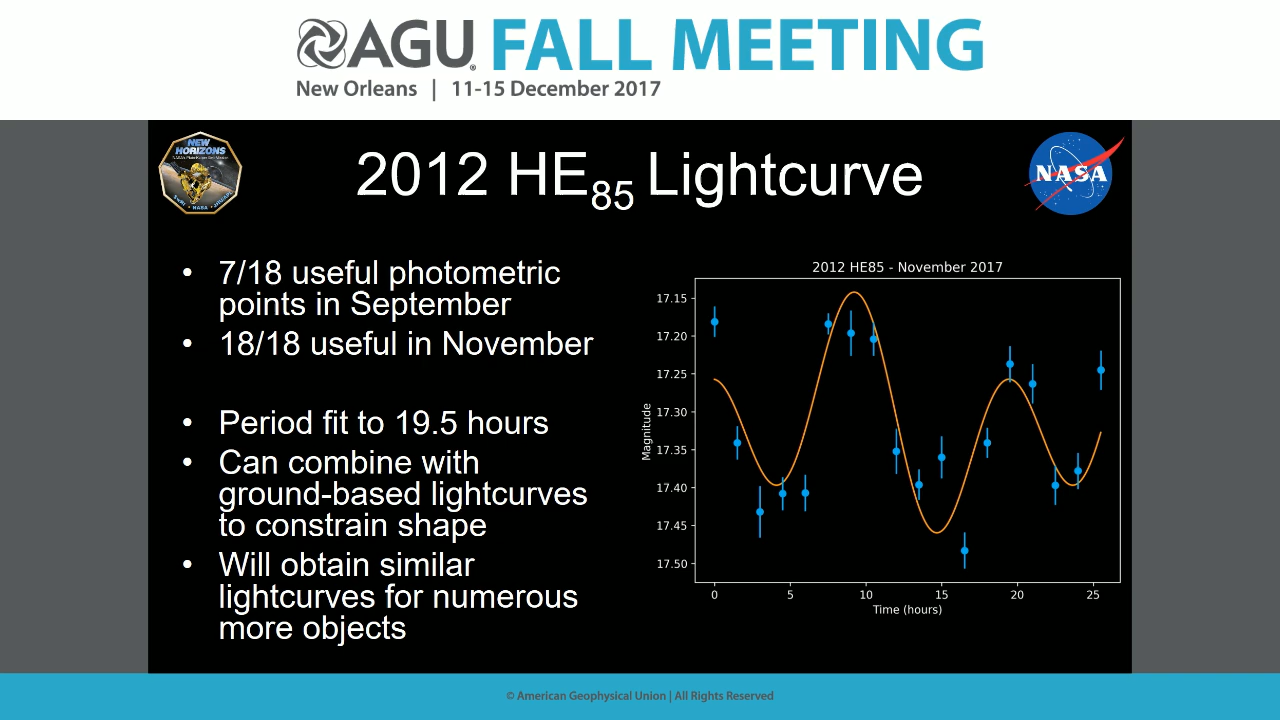 AGU FALL MEETING
New Orleans | 11-15 December 2017
NEW HORIZONS
NASA
2012 HE85 Lightcurve
• 7/18 useful photometric
points in September
• 18/18 useful in November
• Period fit to 19.5 hours
• Can combine with
ground-based lightcurves
to constrain shape
• Will obtain similar
lightcurves for numerous
more objects
2012 HE85 - November 2017
17.15
17.20
17.25
17.30
17.35
17.40
17.45
17.50
Magnitude
0 5 10 15 20 25
Time (hours)
© American Geophysical Union | All Rights Reserved